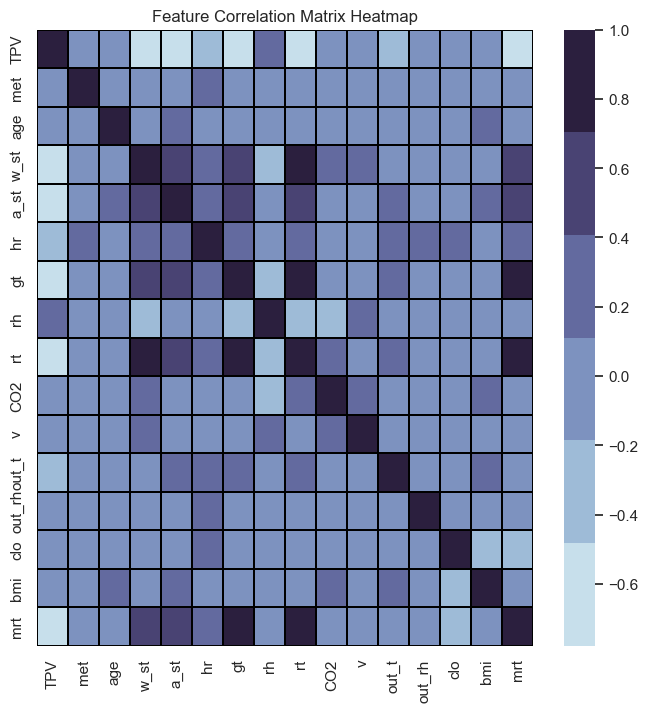 Feature Correlation Matrix Heatmap
TPV
met
age
w_st
a_st
hr
gt
rh
rt
CO2
v
out_t
out_rh
clo
bmi
mrt
TPV met age w_st a_st hr gt rh rt CO2 v out_t out_rh clo bmi mrt
1.0
0.8
0.6
0.4
0.2
0.0
−0.2
−0.4
−0.6